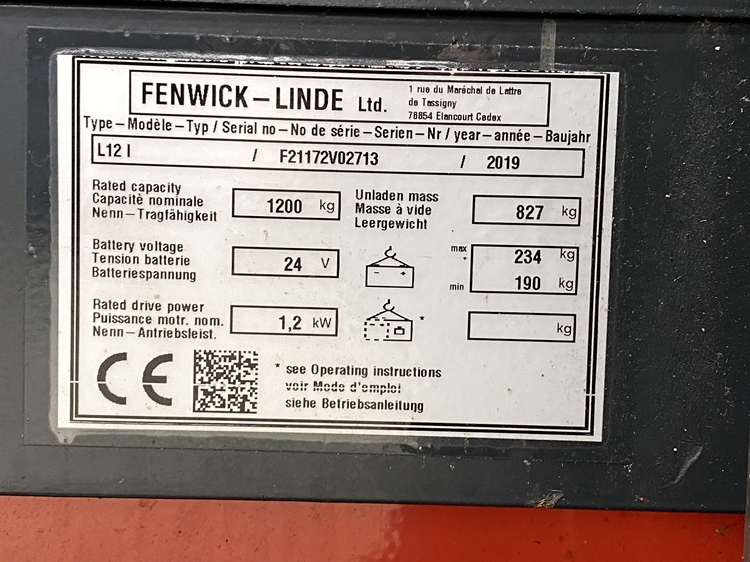 FENWICK-LINDE Ltd.
1 rue du Maréchal de Lattre
de Tassigny
78854 Elancourt Cedex
Type-Modèle-Typ / Serial no-No de série-Serien-Nr / year-année-Baujahr
L12 I / F21172V02713 / 2019
Rated capacity
Capacité nominale
Nenn-Tragfähigkeit
1200 kg
Unladen mass
Masse à vide
Leergewicht
827 kg
Battery voltage
Tension batterie
Batteriespannung
24 V
max 234 kg
*
min 190 kg
Rated drive power
Puissance motr. nom.
Nenn-Antriebsleist.
1,2 kW
*
kg
CE
* see Operating instructions
voir Mode d'emploi
siehe Betriebsanleitung